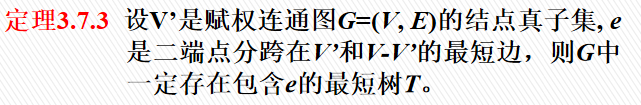 定理3.7.3 设V’是赋权连通图G=(V, E)的结点真子集, e
是二端点分跨在V’和V-V’的最短边，则G中
一定存在包含e的最短树T。